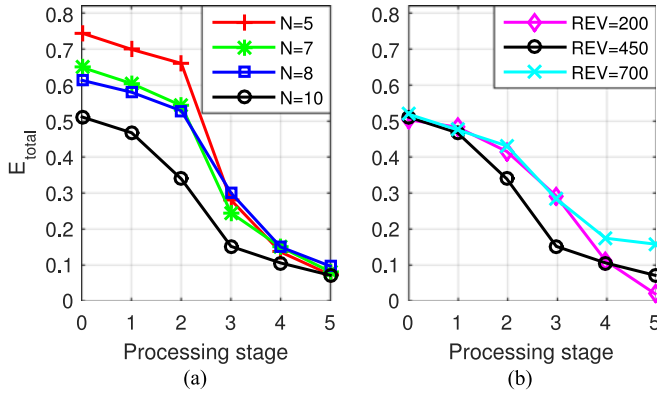 0.8
0.7
0.6
0.5
0.4
0.3
0.2
0.1
0
E_total
0 1 2 3 4 5
Processing stage
N=5
N=7
N=8
N=10
(a)
0.8
0.7
0.6
0.5
0.4
0.3
0.2
0.1
0
0 1 2 3 4 5
Processing stage
REV=200
REV=450
REV=700
(b)